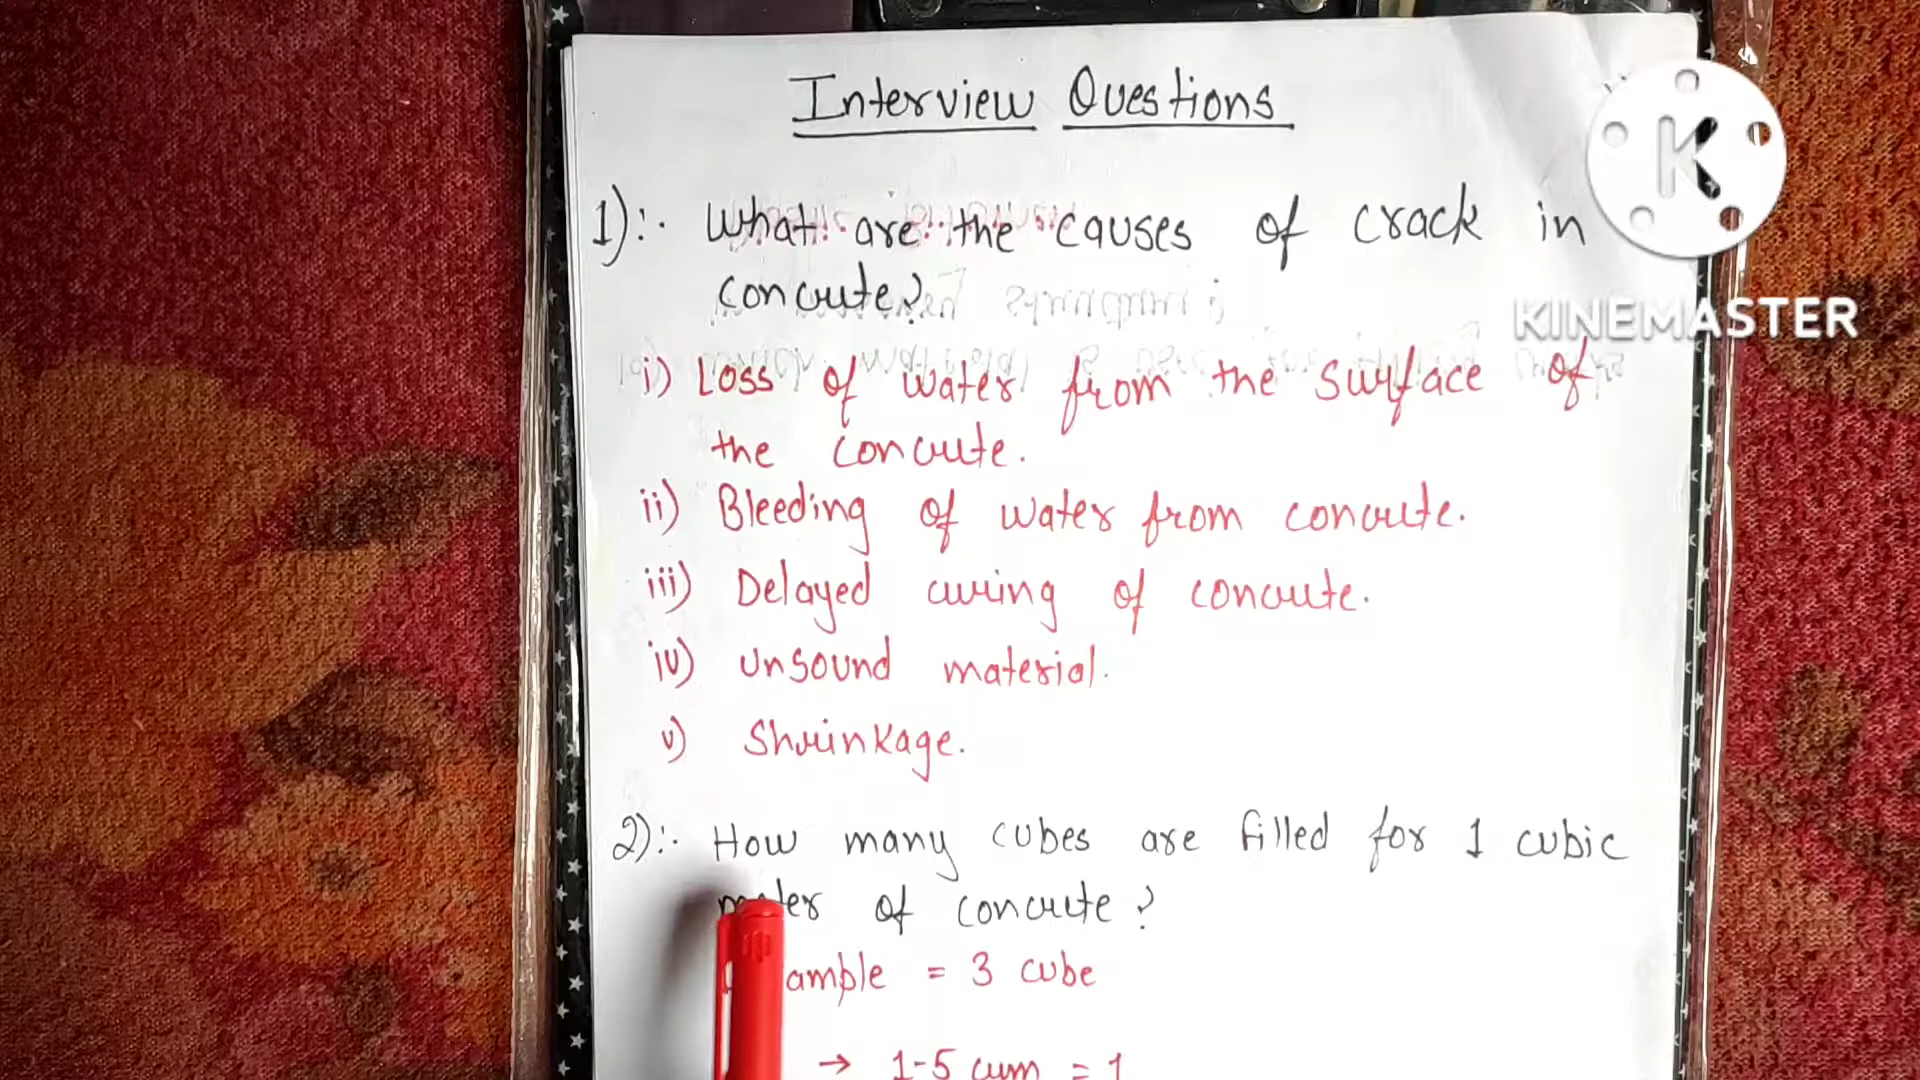 Interview Questions
1):- What are the causes of crack in
concrete?
i) Loss of water from the surface of
the concrete.
ii) Bleeding of water from concrete.
iii) Delayed curing of concrete.
iv) unsound material.
v) Shrinkage.
2):- How many cubes are filled for 1 cubic
meter of concrete?
ample = 3 cube
→ 1-5 cum = 1
K
KINEMASTER